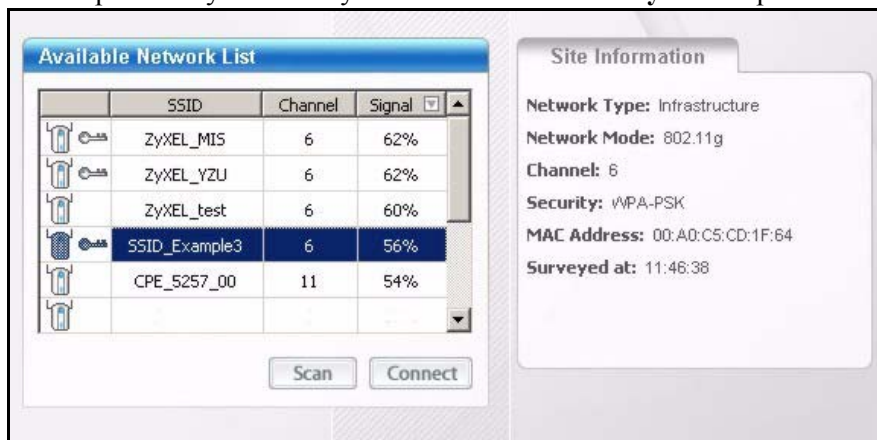 Available Network List
SSID Channel Signal
ZyXEL_MIS 6 62%
ZyXEL_YZU 6 62%
ZyXEL_test 6 60%
SSID_Example3 6 56%
CPE_5257_00 11 54%
Scan Connect
Site Information
Network Type: Infrastructure
Network Mode: 802.11g
Channel: 6
Security: WPA-PSK
MAC Address: 00:A0:C5:CD:1F:64
Surveyed at: 11:46:38